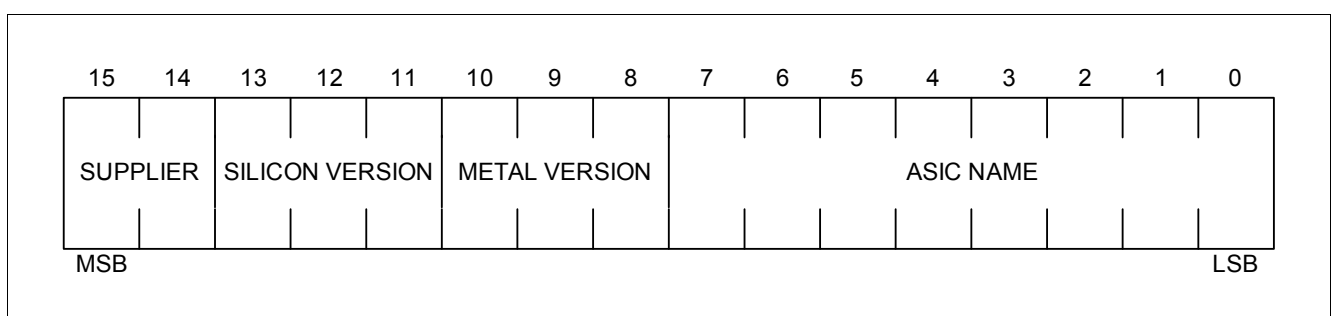 15 14 13 12 11 10 9 8 7 6 5 4 3 2 1 0
SUPPLIER SILICON VERSION METAL VERSION ASIC NAME
MSB LSB